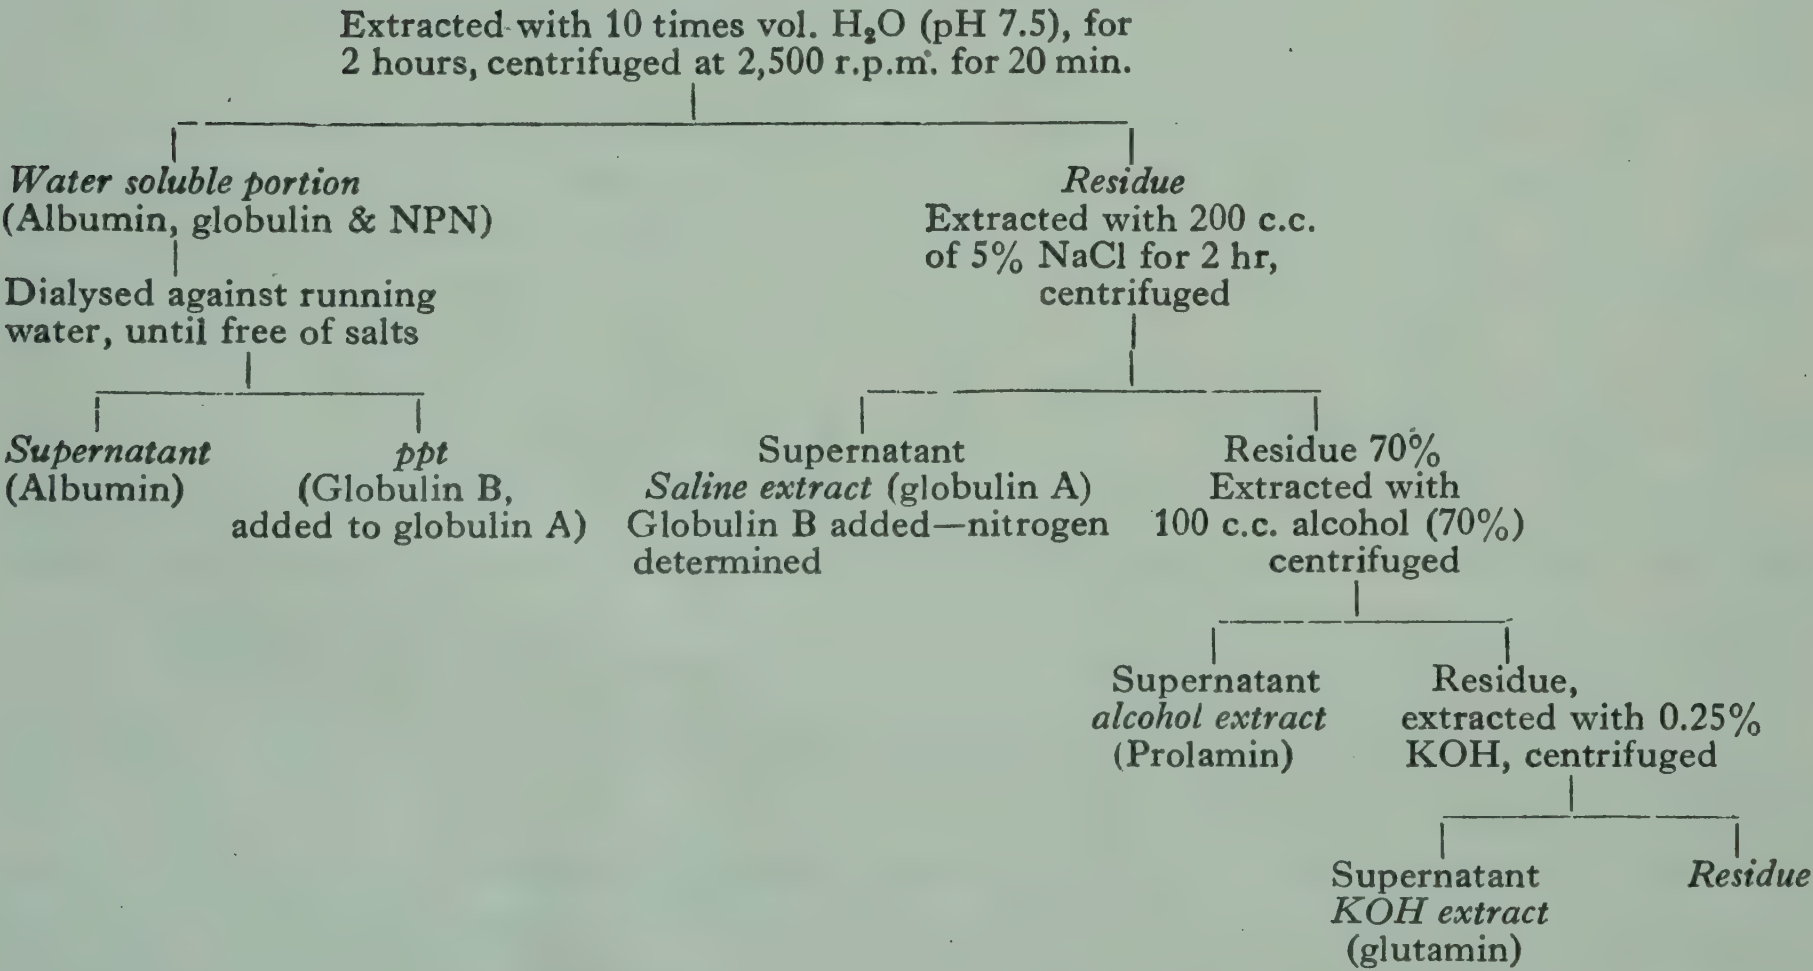 Extracted with 10 times vol. H₂O (pH 7.5), for
2 hours, centrifuged at 2,500 r.p.m. for 20 min.
Water soluble portion
(Albumin, globulin & NPN)
Dialysed against running
water, until free of salts
Supernatant
(Albumin)
ppt
(Globulin B,
added to globulin A)
Residue
Extracted with 200 c.c.
of 5% NaCl for 2 hr,
centrifuged
Supernatant
Saline extract (globulin A)
Globulin B added—nitrogen
determined
Residue 70%
Extracted with
100 c.c. alcohol (70%)
centrifuged
Supernatant
alcohol extract
(Prolamin)
Residue,
extracted with 0.25%
KOH, centrifuged
Supernatant
KOH extract
(glutamin)
Residue